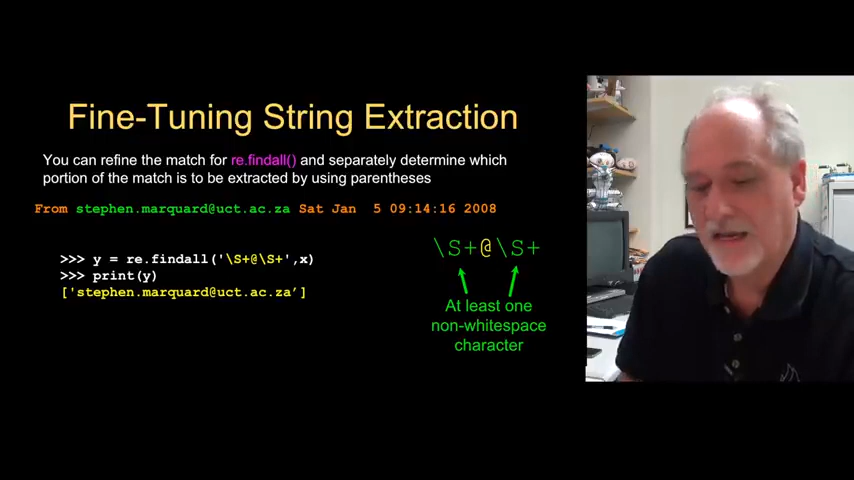 Fine-Tuning String Extraction
You can refine the match for re.findall() and separately determine which
portion of the match is to be extracted by using parentheses
From stephen.marquard@uct.ac.za Sat Jan  5 09:14:16 2008
>>> y = re.findall('\S+@\S+',x)
>>> print(y)
['stephen.marquard@uct.ac.za’]
\S+@\S+
At least one
non-whitespace
character